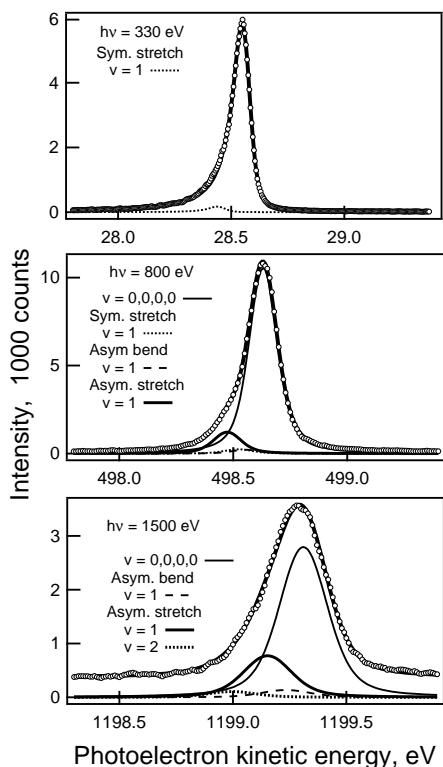 6
4
2
0
hν = 330 eV
Sym. stretch
v = 1
28.0
28.5
29.0
10
5
0
hν = 800 eV
v = 0,0,0,0
Sym. stretch
v = 1
Asym bend
v = 1
Asym. stretch
v = 1
498.0
498.5
499.0
Intensity, 1000 counts
3
2
1
0
hν = 1500 eV
v = 0,0,0,0
Asym. bend
v = 1
Asym. stretch
v = 1
v = 2
1198.5
1199.0
1199.5
Photoelectron kinetic energy, eV